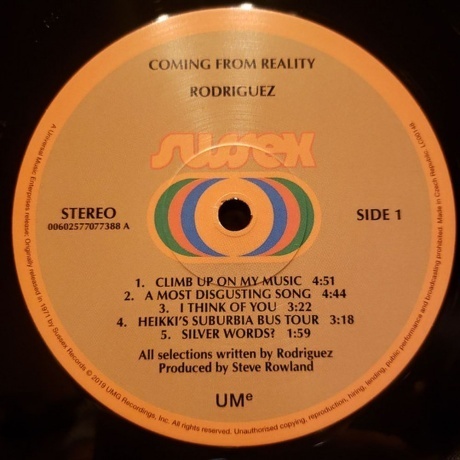 COMING FROM REALITY
RODRIGUEZ
sussex
STEREO
00602577077388 A
SIDE 1
1. CLIMB UP ON MY MUSIC 4:51
2. A MOST DISGUSTING SONG 4:44
3. I THINK OF YOU 3:22
4. HEIKKI'S SUBURBIA BUS TOUR 3:18
5. SILVER WORDS? 1:59
All selections written by Rodriguez
Produced by Steve Rowland
UMe
A Universal Music Enterprises release; Originally released in 1971 by Sussex Records © 2019 UMG Recordings, Inc. All rights reserved. Unauthorised copying, reproduction, hiring, lending, public performance and broadcasting prohibited. Made in Czech Republic.